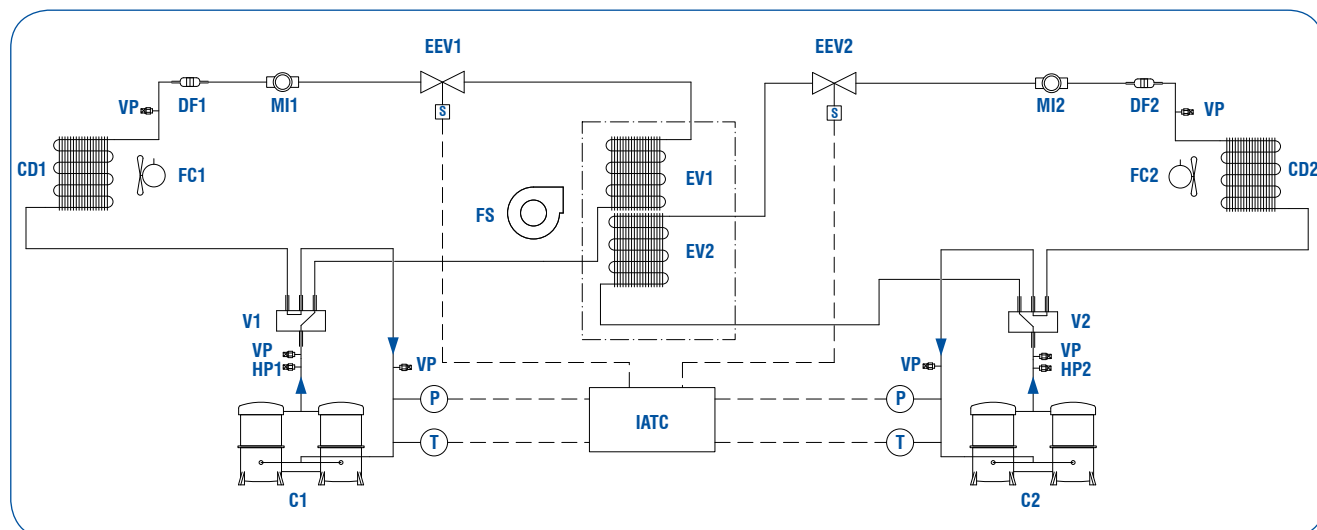 EEV1
EEV2
VP
DF1
MI1
MI2
DF2
VP
S
S
CD1
FC1
EV1
FC2
CD2
FS
EV2
V1
V2
VP
HP1
VP
VP
VP
HP2
P
P
IATC
T
T
C1
C2